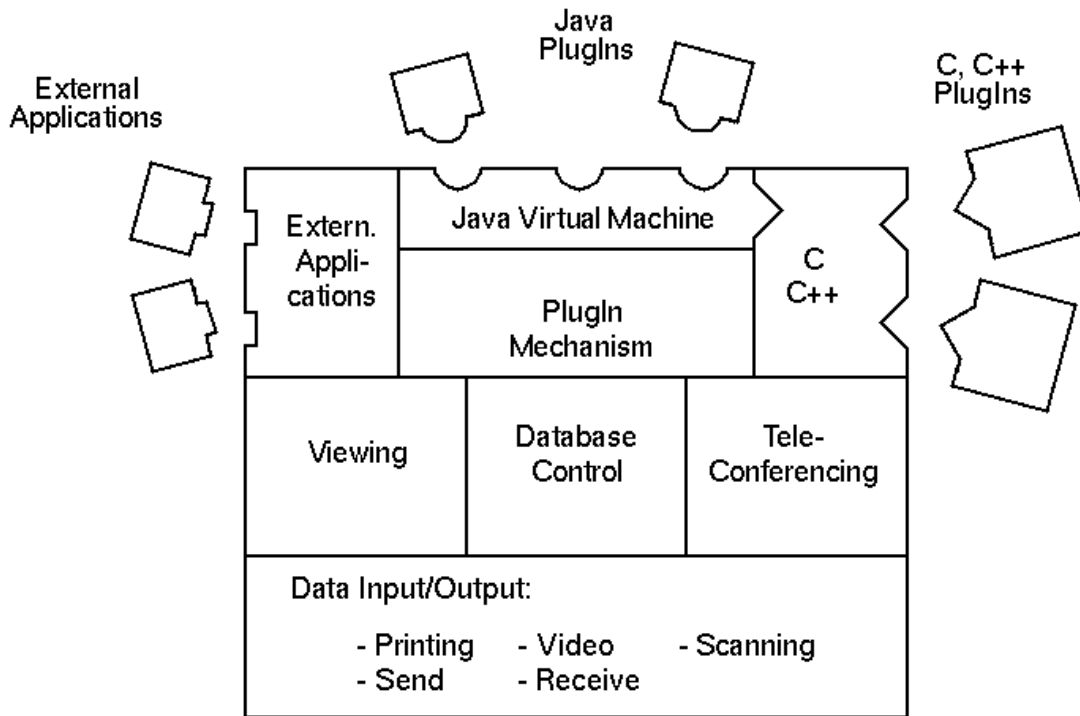 Java
PlugIns
External
Applications
C, C++
PlugIns
Extern.
Appli-
cations
Java Virtual Machine
PlugIn
Mechanism
C
C++
Viewing
Database
Control
Tele-
Conferencing
Data Input/Output:
- Printing - Video - Scanning
- Send - Receive